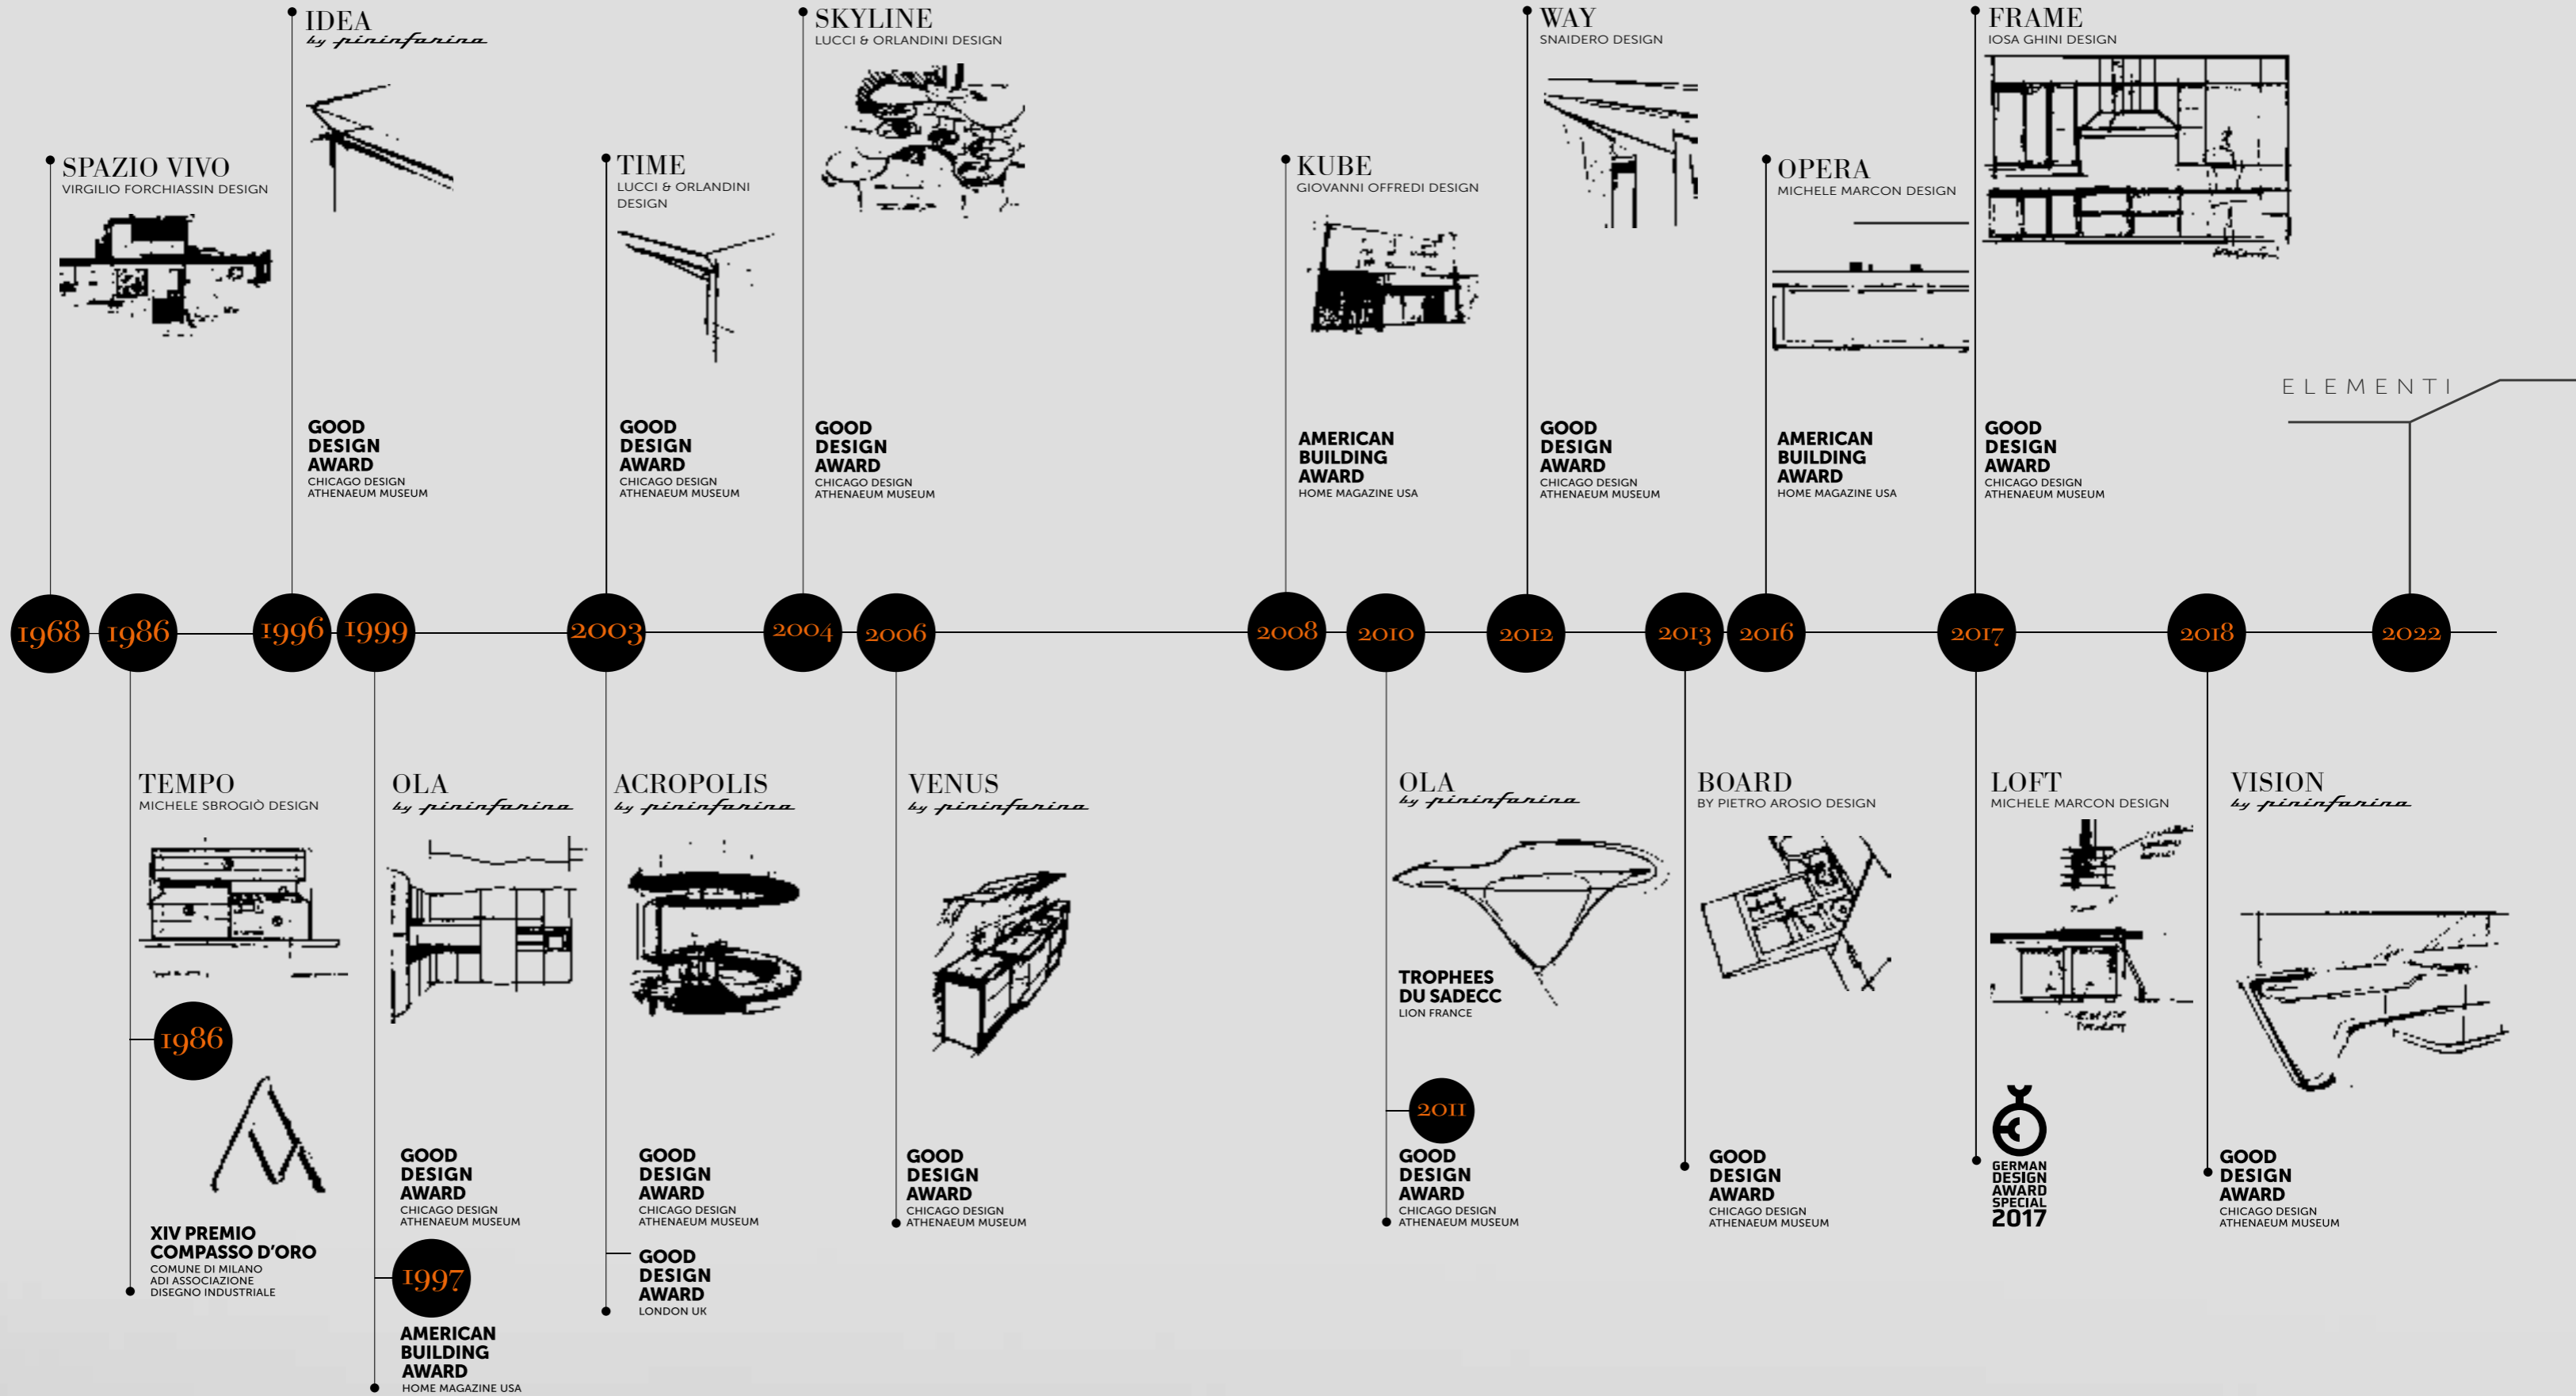 IDEA
by pininfarina
SKYLINE
LUCCI & ORLANDINI DESIGN
WAY
SNAIDERO DESIGN
FRAME
IOSA GHINI DESIGN
SPAZIO VIVO
VIRGILIO FORCHIASSIN DESIGN
TIME
LUCCI & ORLANDINI
DESIGN
KUBE
GIOVANNI OFFREDI DESIGN
OPERA
MICHELE MARCON DESIGN
ELEMENTI
GOOD
DESIGN
AWARD
CHICAGO DESIGN
ATHENAEUM MUSEUM
GOOD
DESIGN
AWARD
CHICAGO DESIGN
ATHENAEUM MUSEUM
GOOD
DESIGN
AWARD
CHICAGO DESIGN
ATHENAEUM MUSEUM
AMERICAN
BUILDING
AWARD
HOME MAGAZINE USA
GOOD
DESIGN
AWARD
CHICAGO DESIGN
ATHENAEUM MUSEUM
AMERICAN
BUILDING
AWARD
HOME MAGAZINE USA
GOOD
DESIGN
AWARD
CHICAGO DESIGN
ATHENAEUM MUSEUM
1968 1986 1996 1999 2003 2004 2006 2008 2010 2012 2013 2016 2017 2018 2022
TEMPO
MICHELE SBROGIÒ DESIGN
1986
XIV PREMIO
COMPASSO D'ORO
COMUNE DI MILANO
ADI ASSOCIAZIONE
DISEGNO INDUSTRIALE
OLA
by pininfarina
GOOD
DESIGN
AWARD
CHICAGO DESIGN
ATHENAEUM MUSEUM
1997
AMERICAN
BUILDING
AWARD
HOME MAGAZINE USA
ACROPOLIS
by pininfarina
GOOD
DESIGN
AWARD
CHICAGO DESIGN
ATHENAEUM MUSEUM
GOOD
DESIGN
AWARD
LONDON UK
VENUS
by pininfarina
GOOD
DESIGN
AWARD
CHICAGO DESIGN
ATHENAEUM MUSEUM
OLA
by pininfarina
TROPHEES
DU SADECC
LION FRANCE
2011
GOOD
DESIGN
AWARD
CHICAGO DESIGN
ATHENAEUM MUSEUM
BOARD
BY PIETRO AROSIO DESIGN
GOOD
DESIGN
AWARD
CHICAGO DESIGN
ATHENAEUM MUSEUM
LOFT
MICHELE MARCON DESIGN
GERMAN
DESIGN
AWARD
SPECIAL
2017
VISION
by pininfarina
GOOD
DESIGN
AWARD
CHICAGO DESIGN
ATHENAEUM MUSEUM